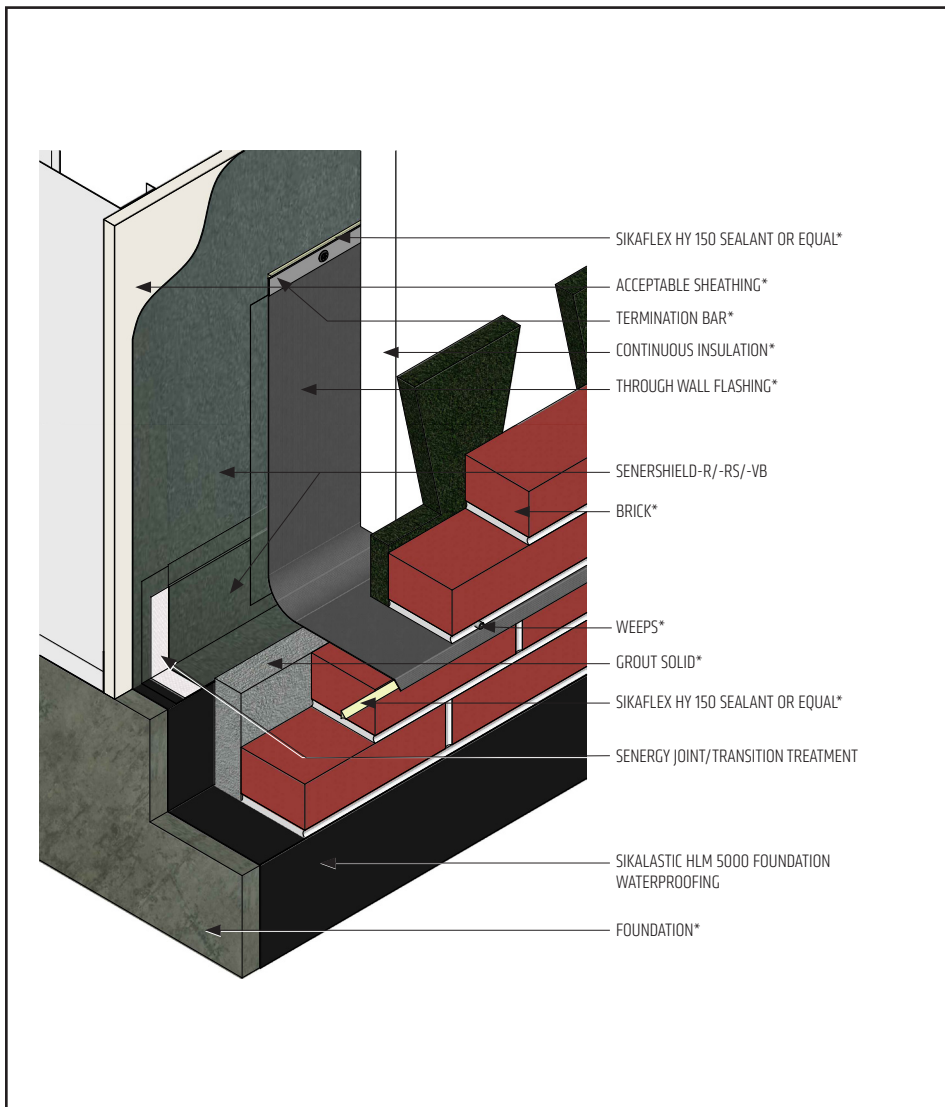 SIKAFLEX HY 150 SEALANT OR EQUAL*
ACCEPTABLE SHEATHING*
TERMINATION BAR*
CONTINUOUS INSULATION*
THROUGH WALL FLASHING*
SENERSHIELD-R/-RS/-VB
BRICK*
WEEPS*
GROUT SOLID*
SIKAFLEX HY 150 SEALANT OR EQUAL*
SENERGY JOINT/TRANSITION TREATMENT
SIKALASTIC HLM 5000 FOUNDATION
WATERPROOFING
FOUNDATION*